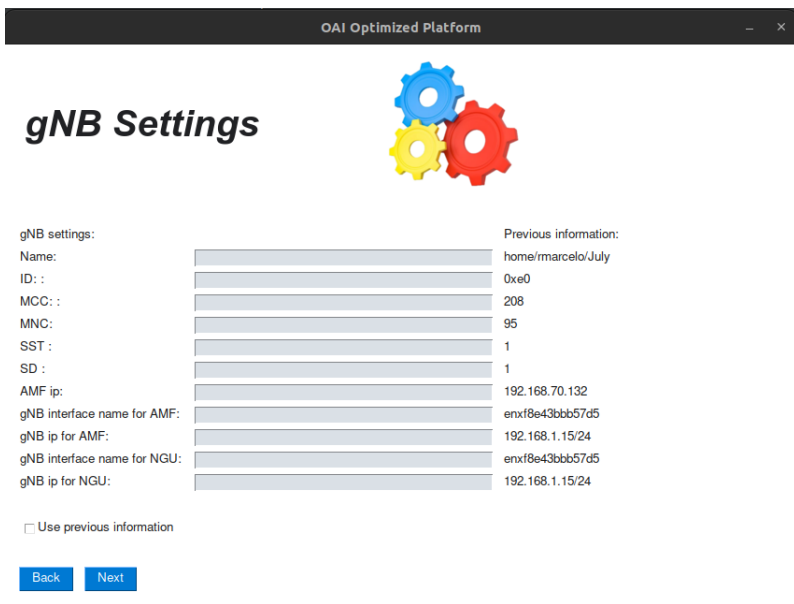 OAI Optimized Platform
gNB Settings
gNB settings: Previous information:
Name: home/rmarcelo/July
ID: : 0xe0
MCC: : 208
MNC: 95
SST : 1
SD : 1
AMF ip: 192.168.70.132
gNB interface name for AMF: enxf8e43bbb57d5
gNB ip for AMF: 192.168.1.15/24
gNB interface name for NGU: enxf8e43bbb57d5
gNB ip for NGU: 192.168.1.15/24
Use previous information
Back Next